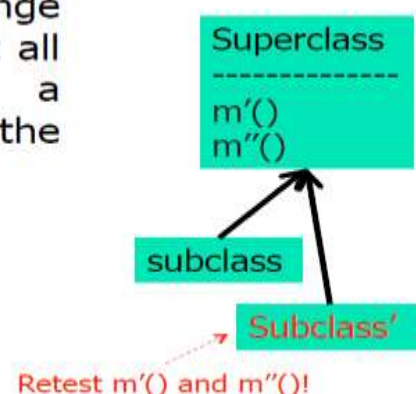 nge
all
a
the
Superclass
--------------
m′()
m″()
subclass
Subclass′
Retest m′() and m″()!